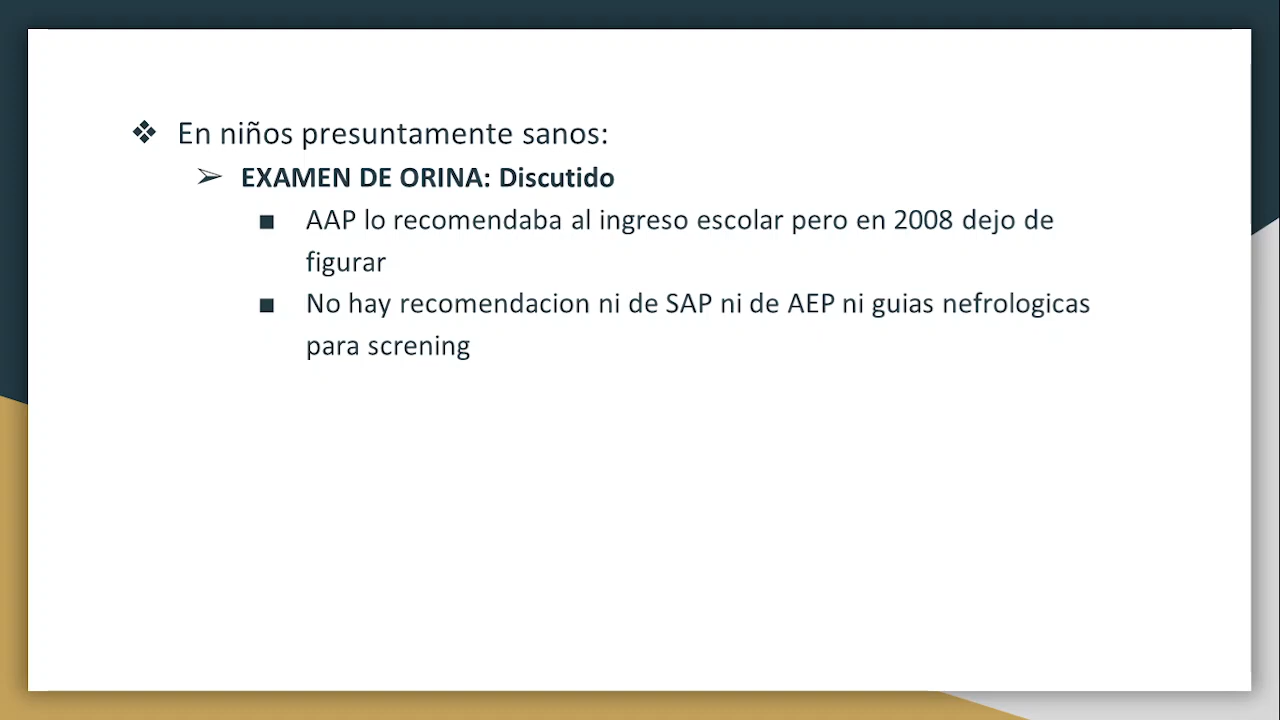 ❖ En niños presuntamente sanos:
➢ EXAMEN DE ORINA: Discutido
■ AAP lo recomendaba al ingreso escolar pero en 2008 dejo de
figurar
■ No hay recomendacion ni de SAP ni de AEP ni guias nefrologicas
para screning